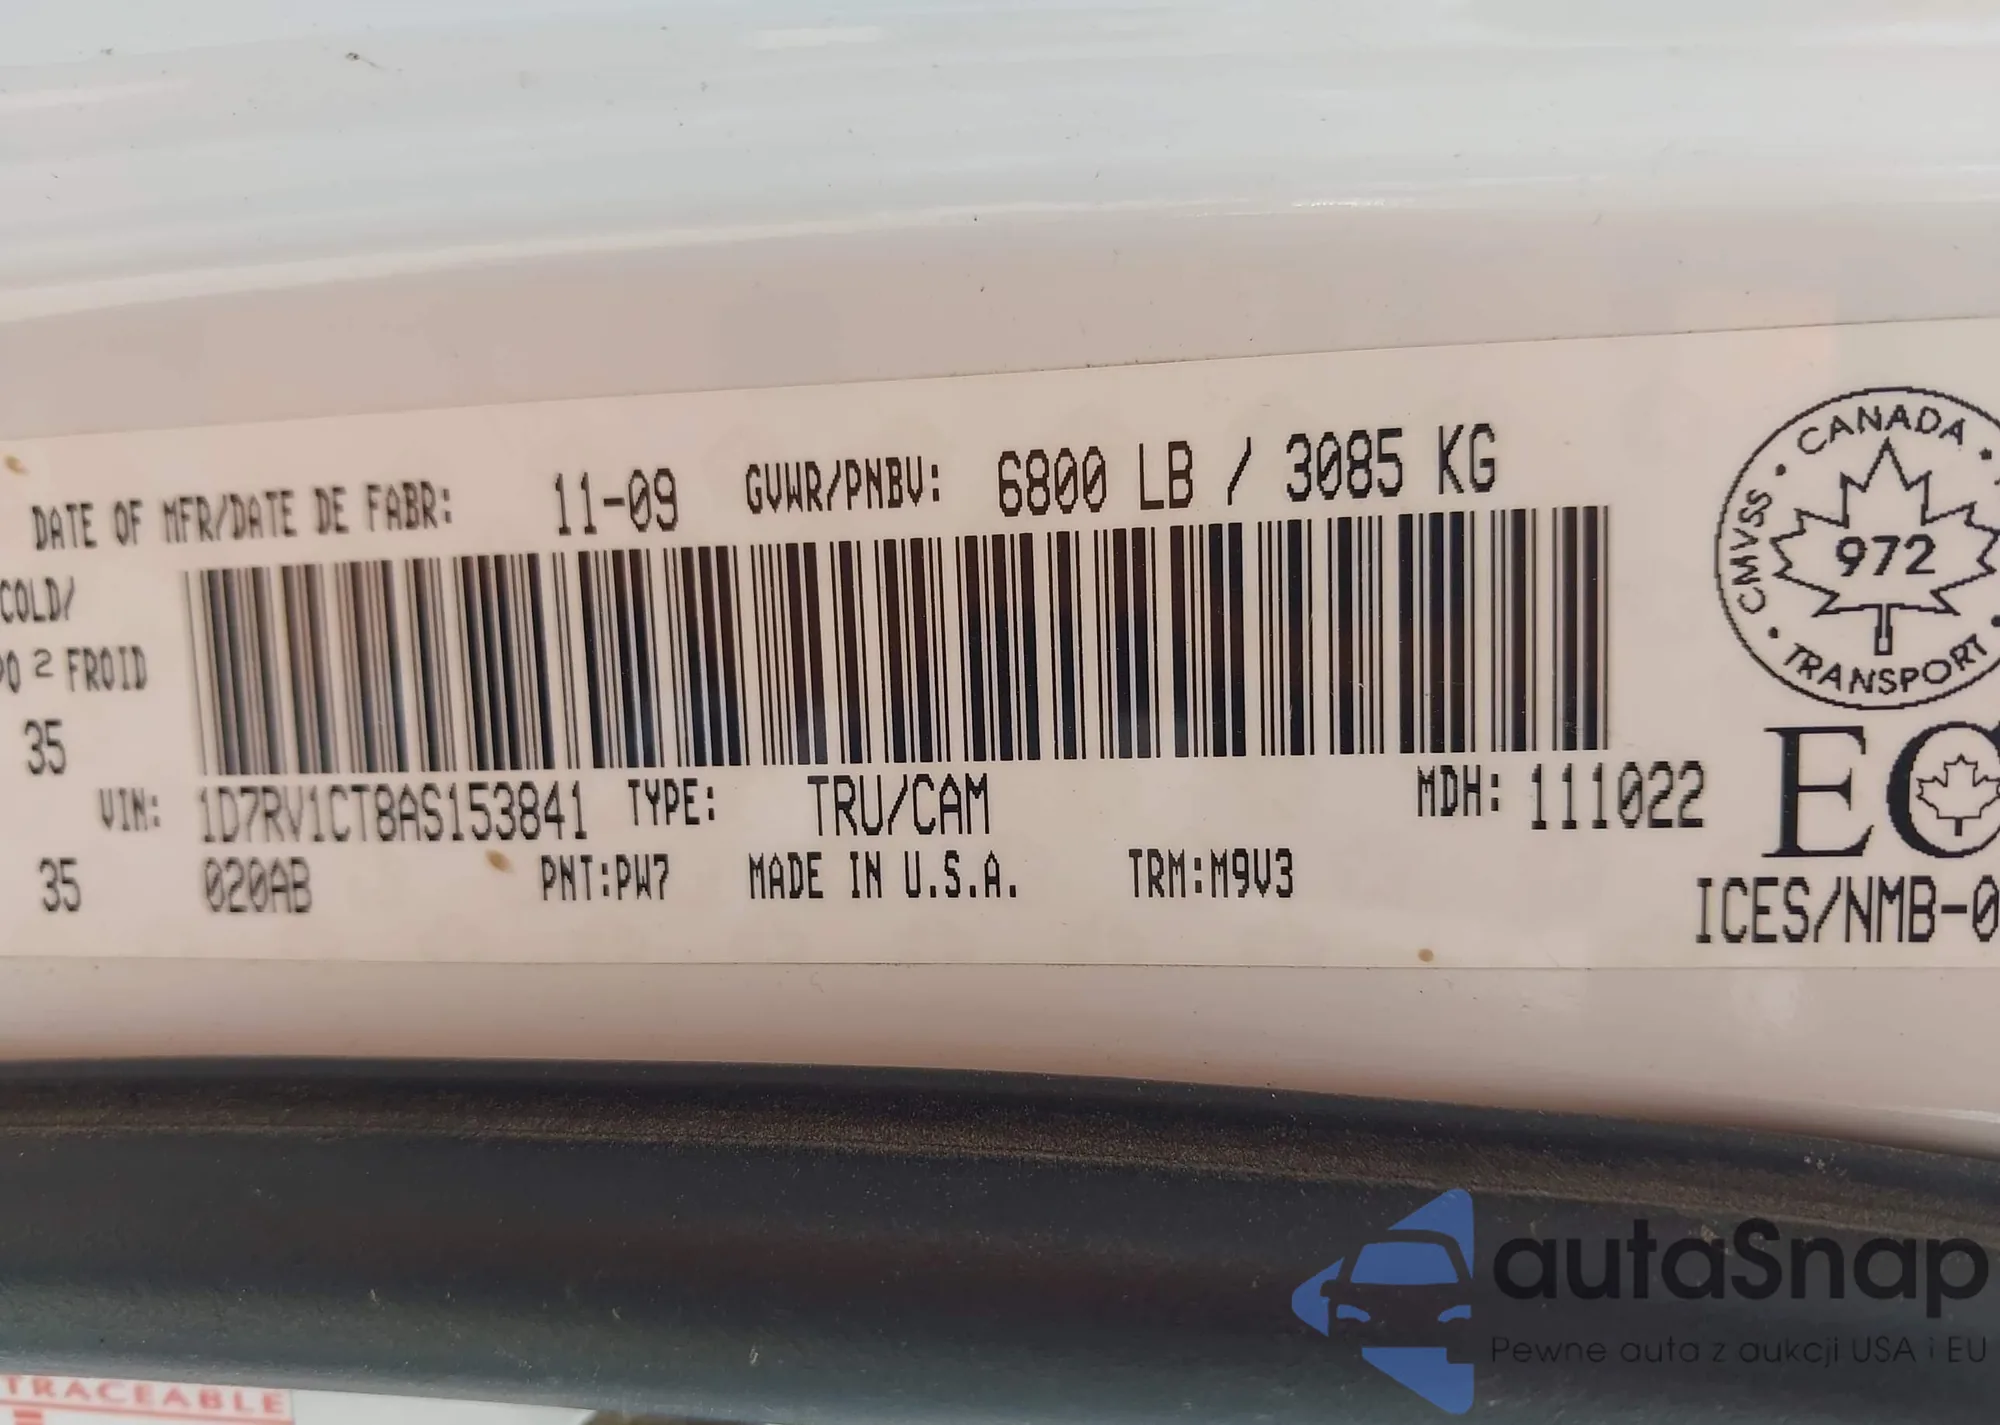 DATE OF MFR/DATE DE FABR: 11-09 GVWR/PNBV: 6800 LB / 3085 KG
COLD/
2 FROID
35
VIN: 1D7RV1CT8AS153841 TYPE: TRU/CAM MDH: 111022
35 020AB PNT:PW7 MADE IN U.S.A. TRM:M9V3
CANADA
CMVSS
972
TRANSPORT
EC
ICES/NMB-0
autaSnap
Pewne auta z aukcji USA i EU
TRACEABLE